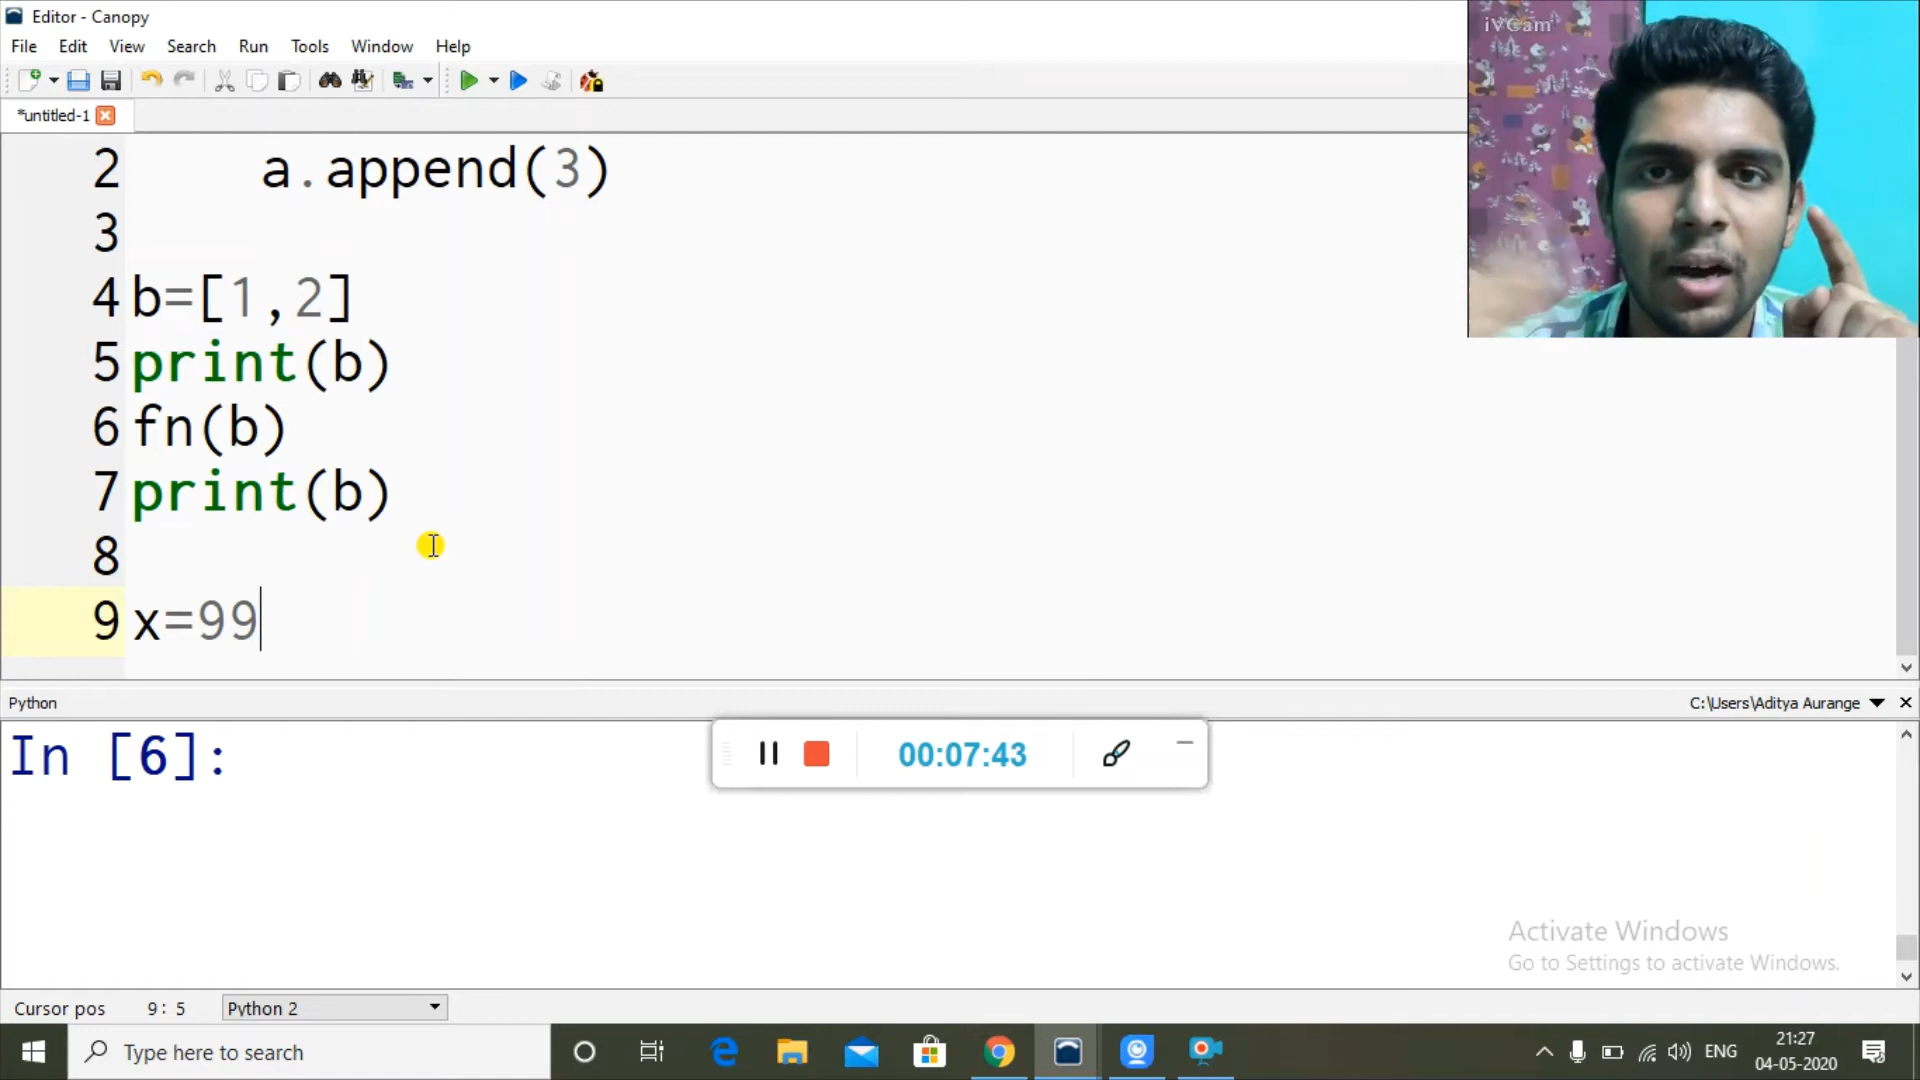 Editor - Canopy
File Edit View Search Run Tools Window Help
*untitled-1
iVCam
2 a.append(3)
3
4 b=[1,2]
5 print(b)
6 fn(b)
7 print(b)
8
9 x=99
Python
C:\Users\Aditya Aurange
In [6]:
00:07:43
Activate Windows
Go to Settings to activate Windows.
Cursor pos 9: 5 Python 2
Type here to search
ENG
21:27
04-05-2020